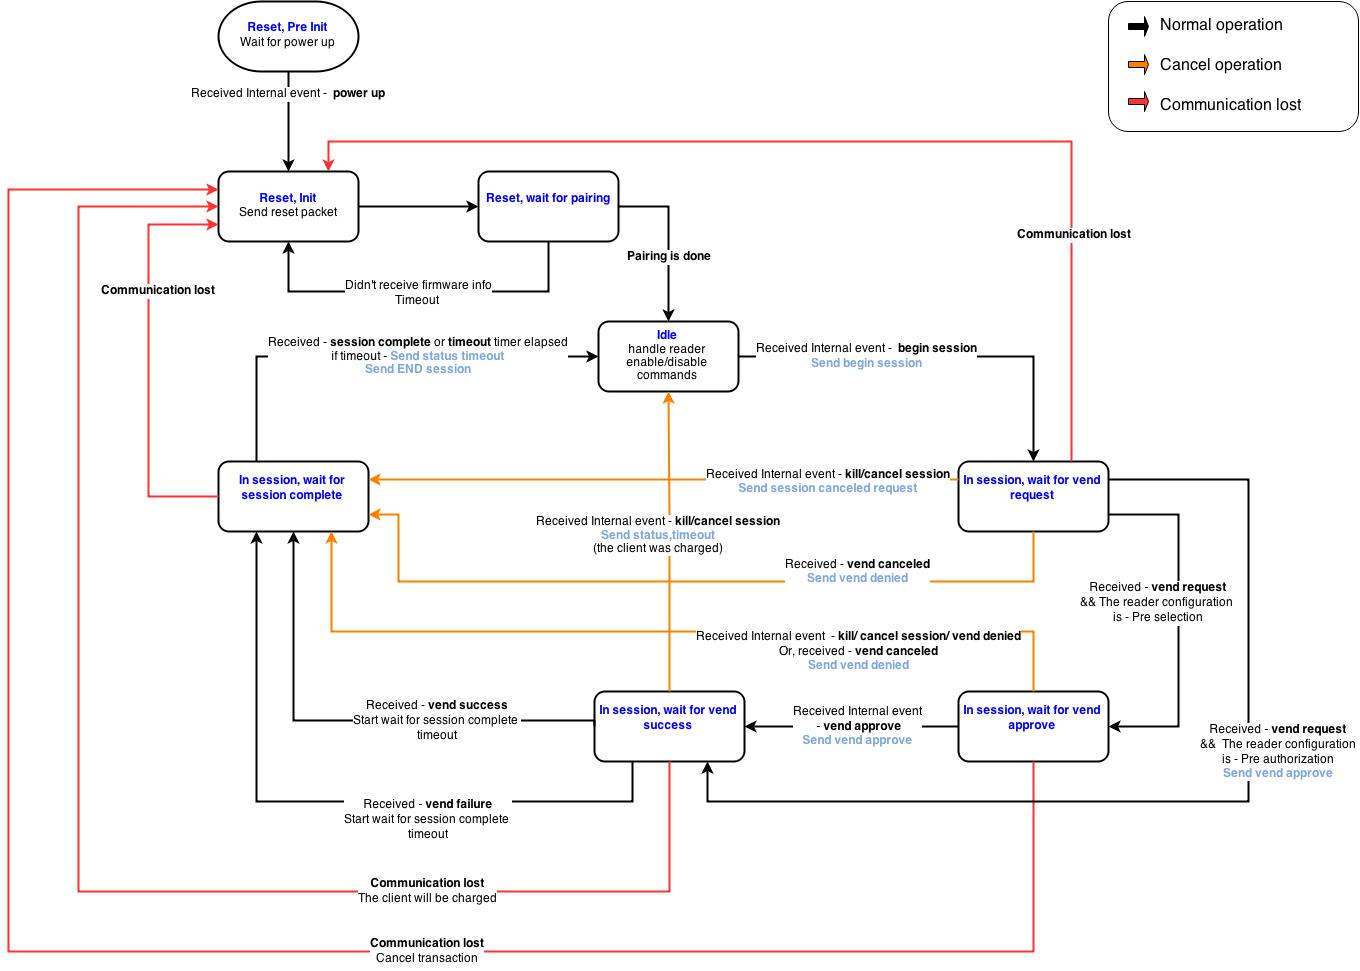 Reset, Pre Init
Wait for power up
Normal operation
Cancel operation
Communication lost
Received Internal event -  power up
Reset, Init
Send reset packet
Reset, wait for pairing
Communication lost
Pairing is done
Didn't receive firmware info
Timeout
Communication lost
Idle
handle reader
enable/disable
commands
Received - session complete or timeout timer elapsed
if timeout - Send status timeout
Send END session
Received Internal event -  begin session
Send begin session
In session, wait for
session complete
Received Internal event - kill/cancel session
Send session canceled request
In session, wait for vend
request
Received Internal event - kill/cancel session
Send status,timeout
(the client was charged)
Received - vend canceled
Send vend denied
Received - vend request
&& The reader configuration
is - Pre selection
Received Internal event  - kill/ cancel session/ vend denied
Or, received - vend canceled
Send vend denied
Received - vend success
Start wait for session complete
timeout
In session, wait for vend
success
Received Internal event
- vend approve
Send vend approve
In session, wait for vend
approve
Received - vend request
&&  The reader configuration
is - Pre authorization
Send vend approve
Received - vend failure
Start wait for session complete
timeout
Communication lost
The client will be charged
Communication lost
Cancel transaction